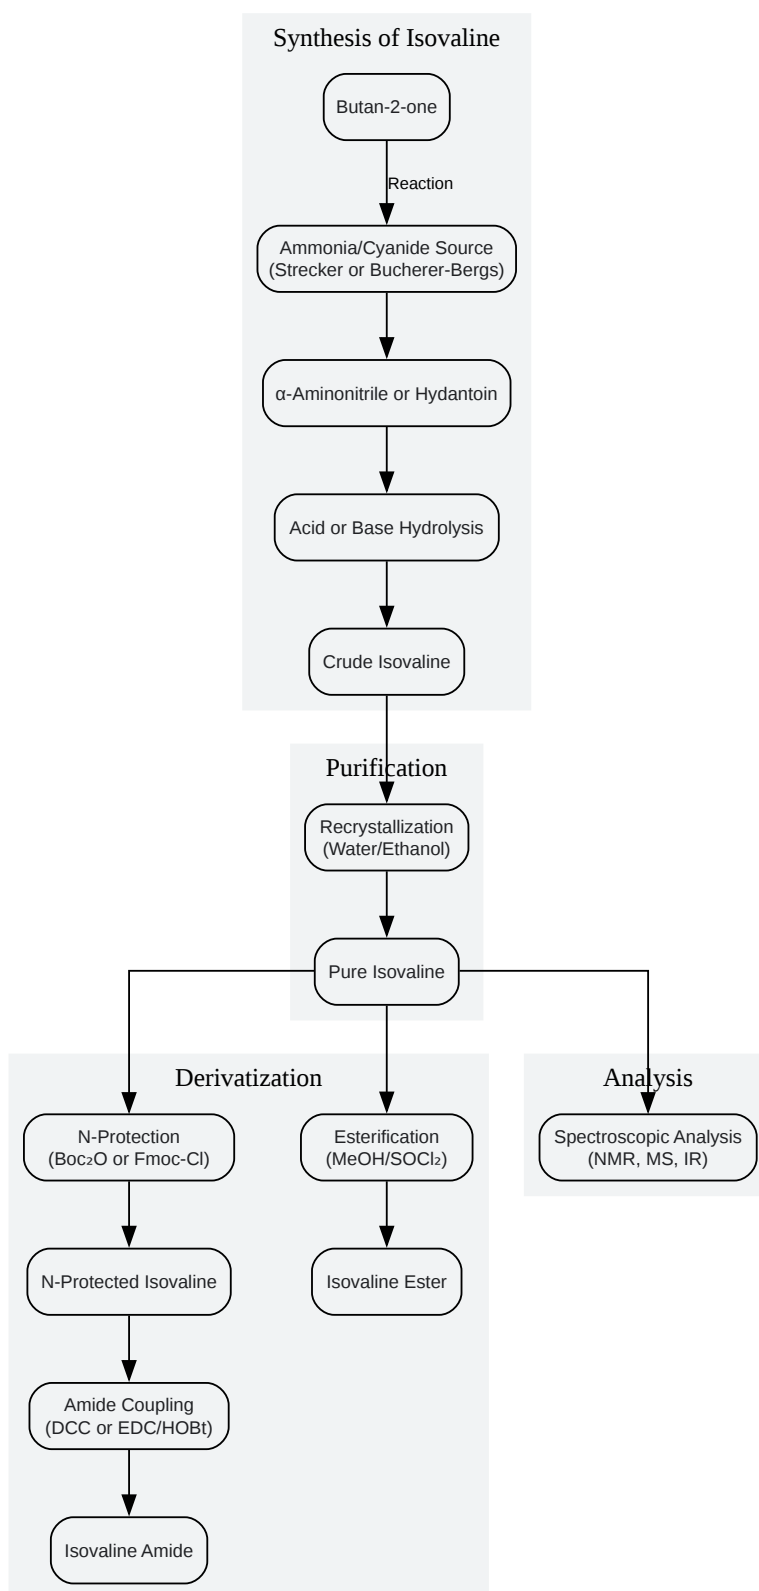 Synthesis of Isovaline
Butan-2-one
Reaction
Ammonia/Cyanide Source
(Strecker or Bucherer-Bergs)
α-Aminonitrile or Hydantoin
Acid or Base Hydrolysis
Crude Isovaline
Purification
Recrystallization
(Water/Ethanol)
Pure Isovaline
Derivatization
N-Protection
(Boc₂O or Fmoc-Cl)
N-Protected Isovaline
Amide Coupling
(DCC or EDC/HOBt)
Isovaline Amide
Esterification
(MeOH/SOCl₂)
Isovaline Ester
Analysis
Spectroscopic Analysis
(NMR, MS, IR)